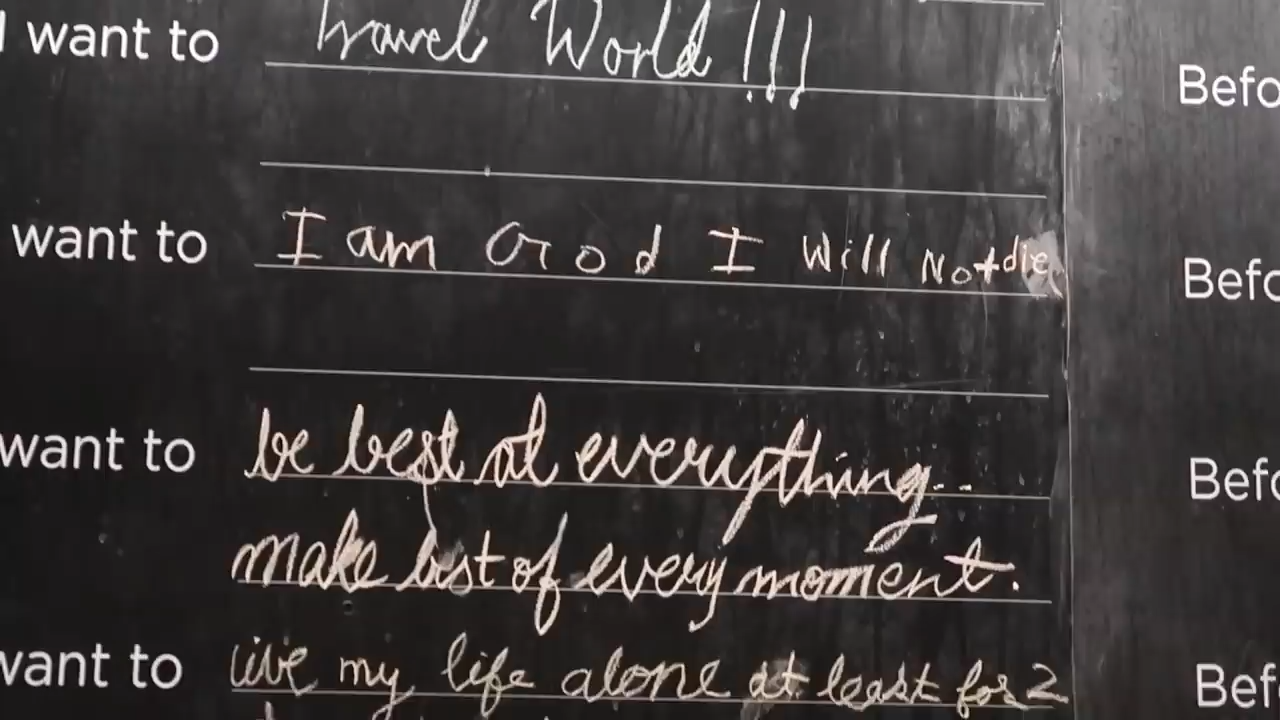 I want to travel World!!!
Befo
want to I am God I Will Not die
Befo
want to be best at everything..
make best of every moment.
Befo
want to live my life alone at least for 2
Befo